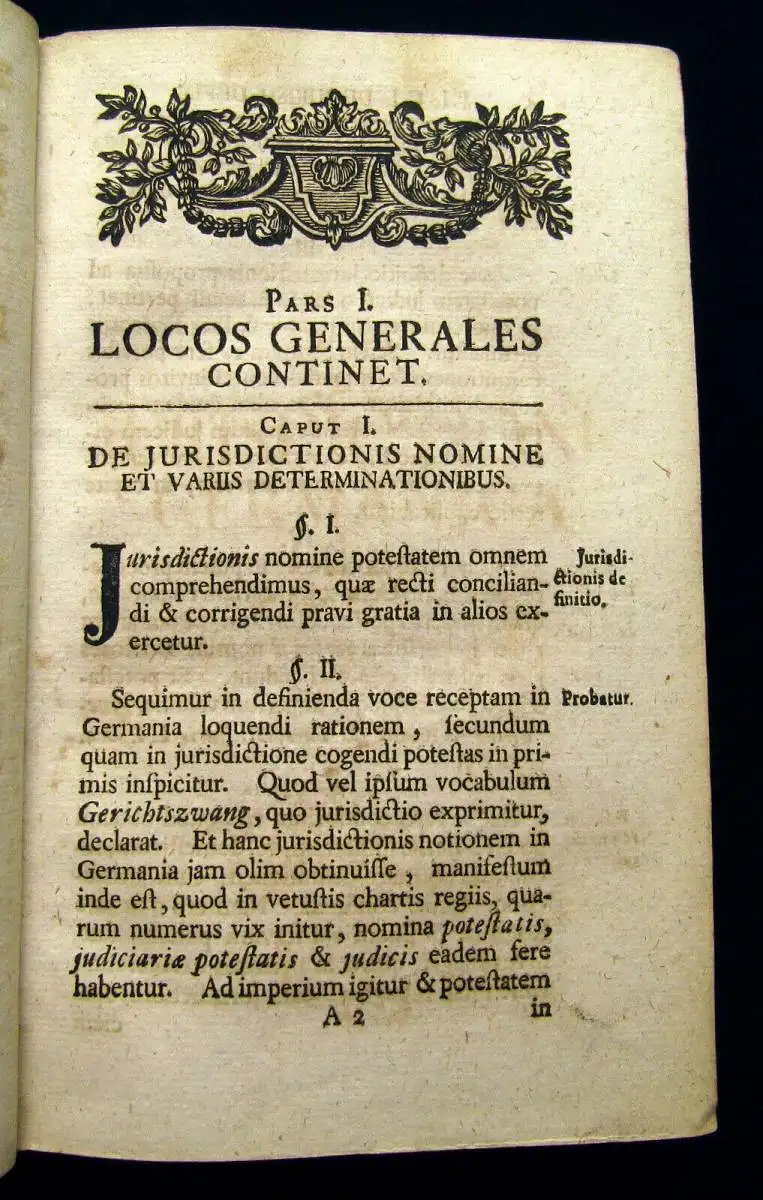 PARS I.
LOCOS GENERALES
CONTINET.
CAPUT I.
DE JURISDICTIONIS NOMINE
ET VARIIS DETERMINATIONIBUS.
§. I.
Jurisdictionis nomine poteſtatem omnem
comprehendimus, quæ recti concilian-
di & corrigendi pravi gratia in alios ex-
ercetur.
Jurisdi-
ctionis de
finitio.
§. II.
Sequimur in definienda voce receptam in
Probatur.
Germania loquendi rationem, ſecundum
quam in jurisdictione cogendi poteſtas in pri-
mis inſpicitur. Quod vel ipſum vocabulum
Gerichtszwang, quo jurisdictio exprimitur,
declarat. Et hanc jurisdictionis notionem in
Germania jam olim obtinuiſſe, manifeſtum
inde eſt, quod in vetuſtis chartis regiis, qua-
rum numerus vix initur, nomina poteſtatis,
judiciariæ poteſtatis & judicis eadem fere
habentur. Ad imperium igitur & poteſtatem
A 2
in